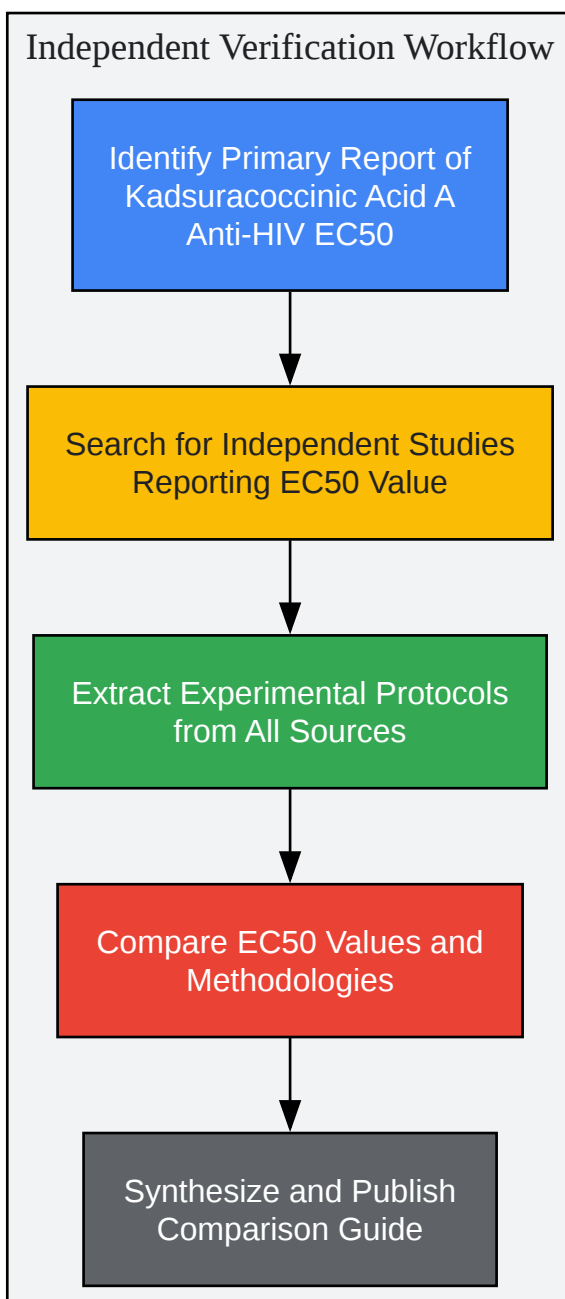 Independent Verification Workflow
Identify Primary Report of
Kadsuracoccinic Acid A
Anti-HIV EC50
Search for Independent Studies
Reporting EC50 Value
Extract Experimental Protocols
from All Sources
Compare EC50 Values and
Methodologies
Synthesize and Publish
Comparison Guide